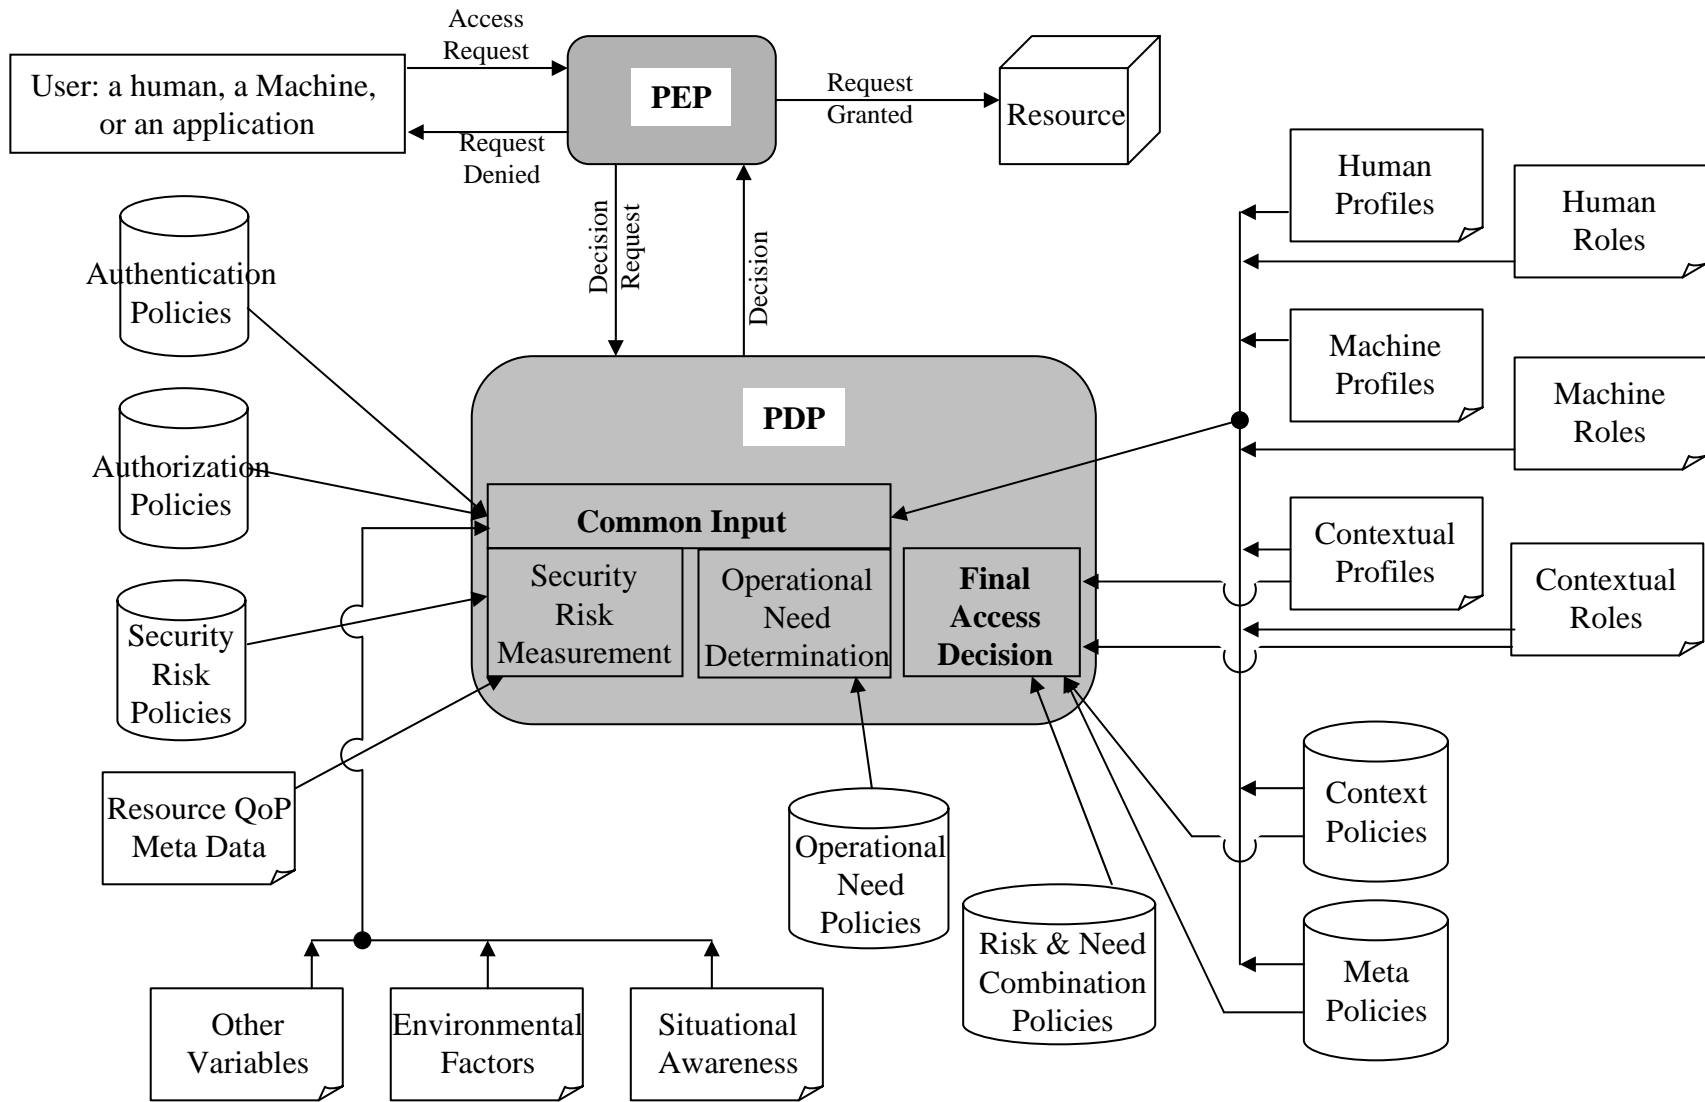 Access
Request
User: a human, a Machine,
or an application
PEP
Request
Granted
Resource
Request
Denied
Decision
Request
Decision
Human
Profiles
Human
Roles
Machine
Profiles
Machine
Roles
Contextual
Profiles
Contextual
Roles
Authentication
Policies
Authorization
Policies
Security
Risk
Policies
PDP
Common Input
Security
Risk
Measurement
Operational
Need
Determination
Final
Access
Decision
Resource QoP
Meta Data
Operational
Need
Policies
Risk & Need
Combination
Policies
Context
Policies
Meta
Policies
Other
Variables
Environmental
Factors
Situational
Awareness